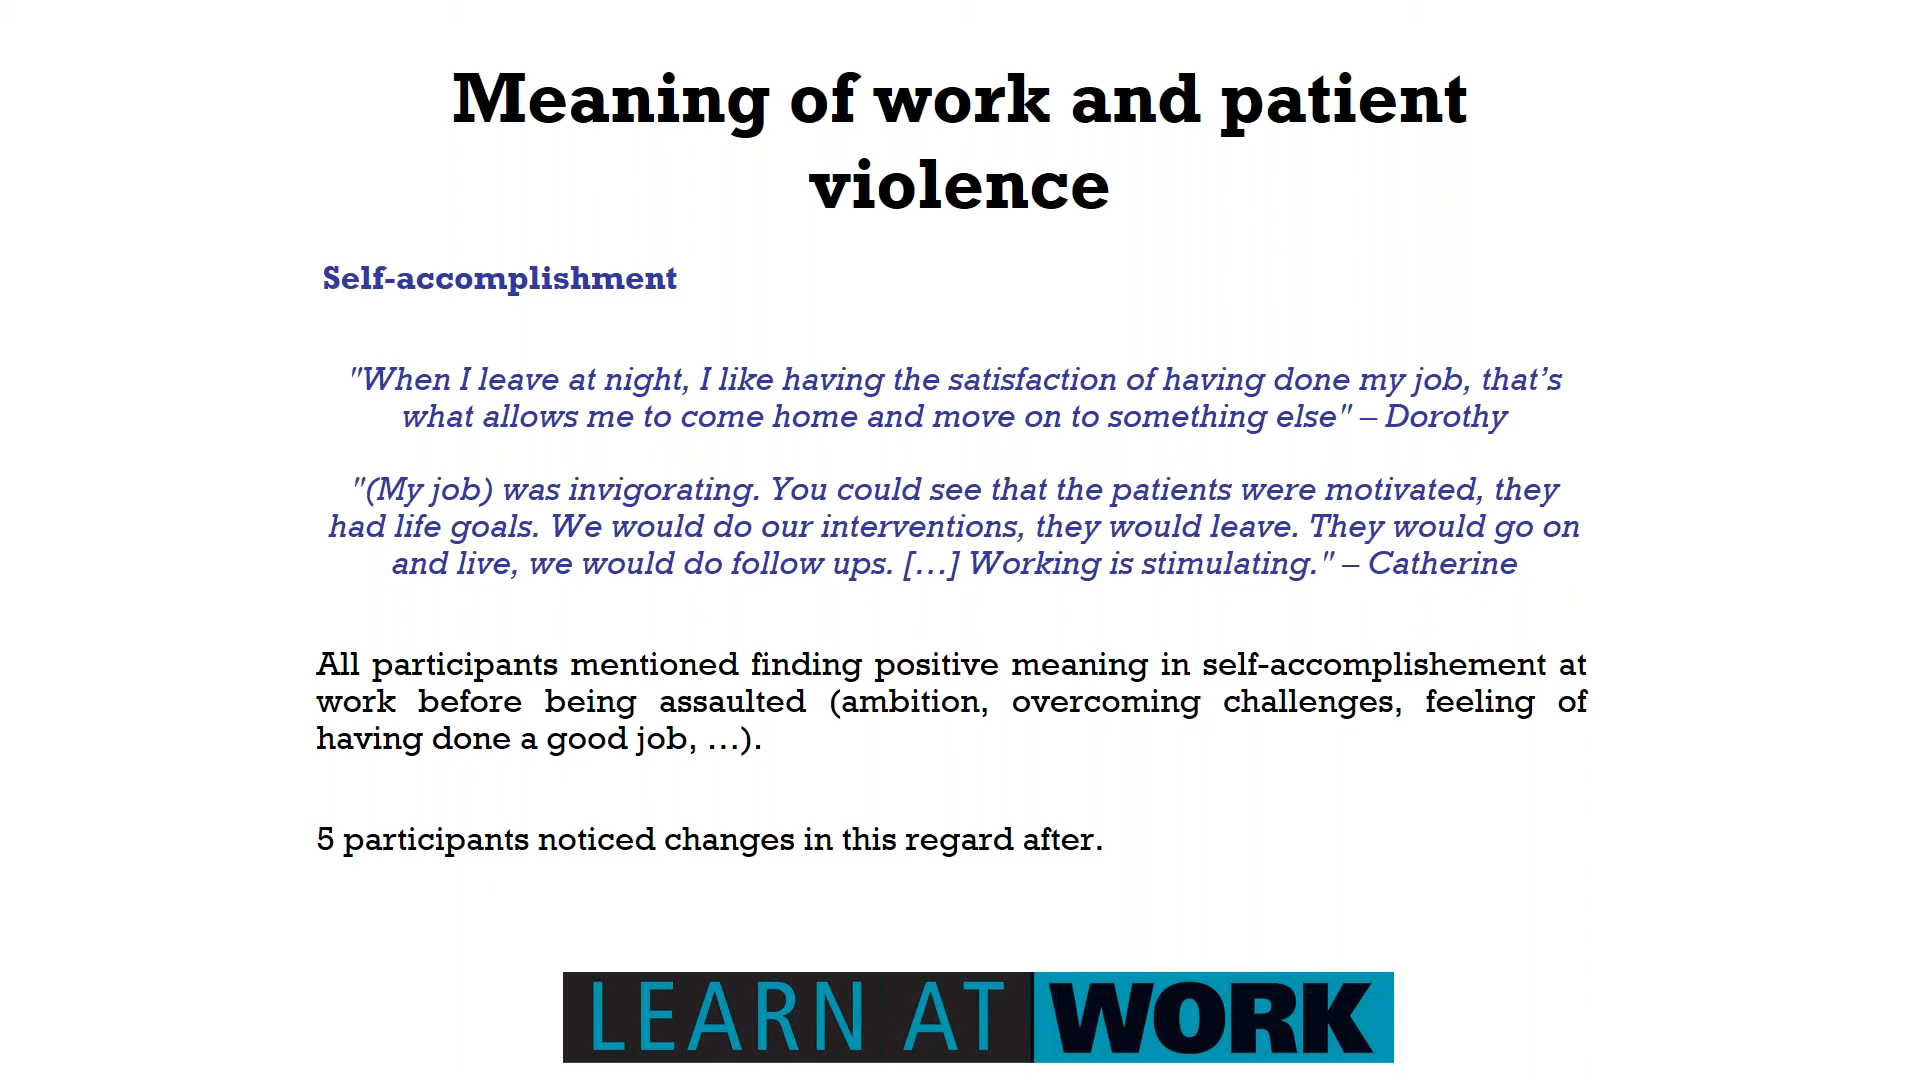 Meaning of work and patient
violence
Self-accomplishment
"When I leave at night, I like having the satisfaction of having done my job, that’s
what allows me to come home and move on to something else" – Dorothy
"(My job) was invigorating. You could see that the patients were motivated, they
had life goals. We would do our interventions, they would leave. They would go on
and live, we would do follow ups. […] Working is stimulating." – Catherine
All participants mentioned finding positive meaning in self-accomplishement at
work before being assaulted (ambition, overcoming challenges, feeling of
having done a good job, …).
5 participants noticed changes in this regard after.
LEARN AT WORK